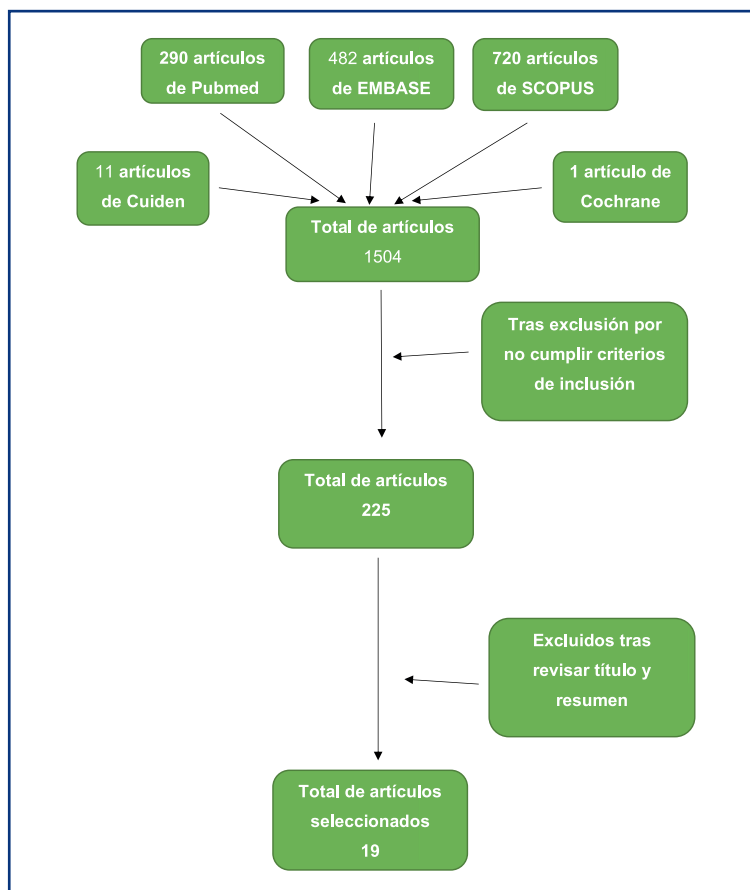 290 artículos
de Pubmed
482 artículos
de EMBASE
720 artículos
de SCOPUS
11 artículos
de Cuiden
1 artículo de
Cochrane
Total de artículos
1504
Tras exclusión por
no cumplir criterios
de inclusión
Total de artículos
225
Excluidos tras
revisar título y
resumen
Total de artículos
seleccionados
19